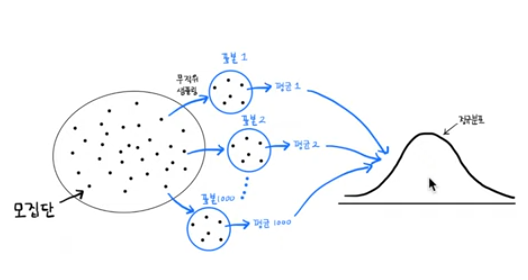 표본 1
무작위
샘플링
평균 1
표본2
평균 2
표본1000
평균 1000
모집단
정규분포